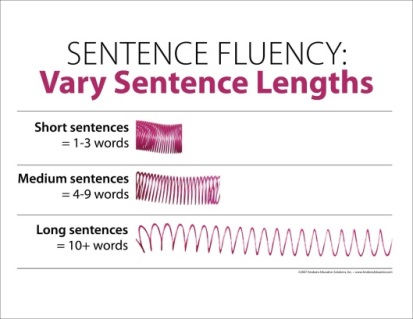 SENTENCE FLUENCY:
Vary Sentence Lengths
Short sentences
= 1-3 words
Medium sentences
= 4-9 words
Long sentences
= 10+ words